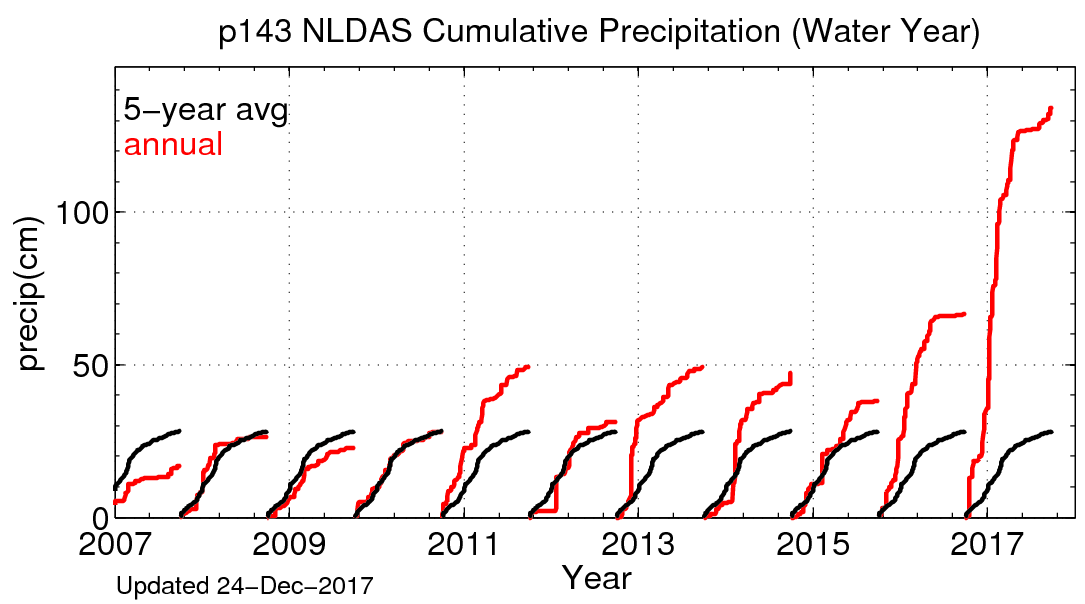 p143 NLDAS Cumulative Precipitation (Water Year)
5−year avg
annual
precip(cm)
100
50
0
2007 2009 2011 2013 2015 2017
Year
Updated 24−Dec−2017